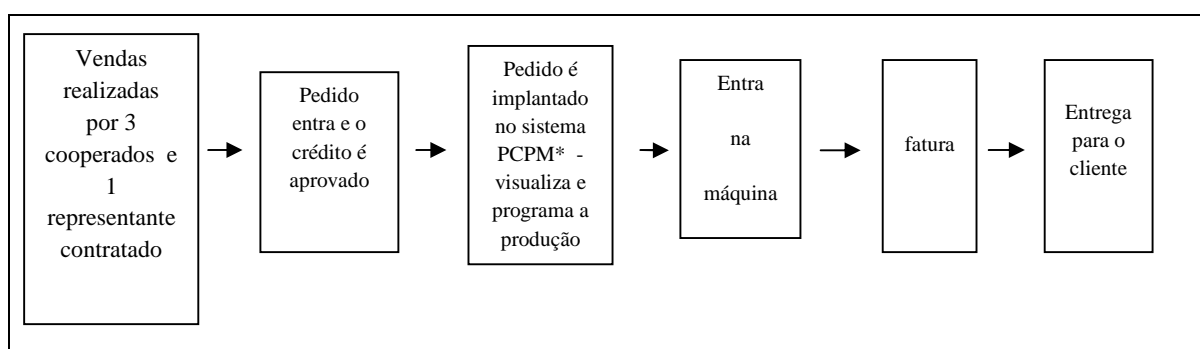 Vendas
realizadas
por 3
cooperados e
1
representante
contratado
Pedido
entra e o
crédito é
aprovado
Pedido é
implantado
no sistema
PCPM* -
visualiza e
programa a
produção
Entra
na
máquina
fatura
Entrega
para o
cliente